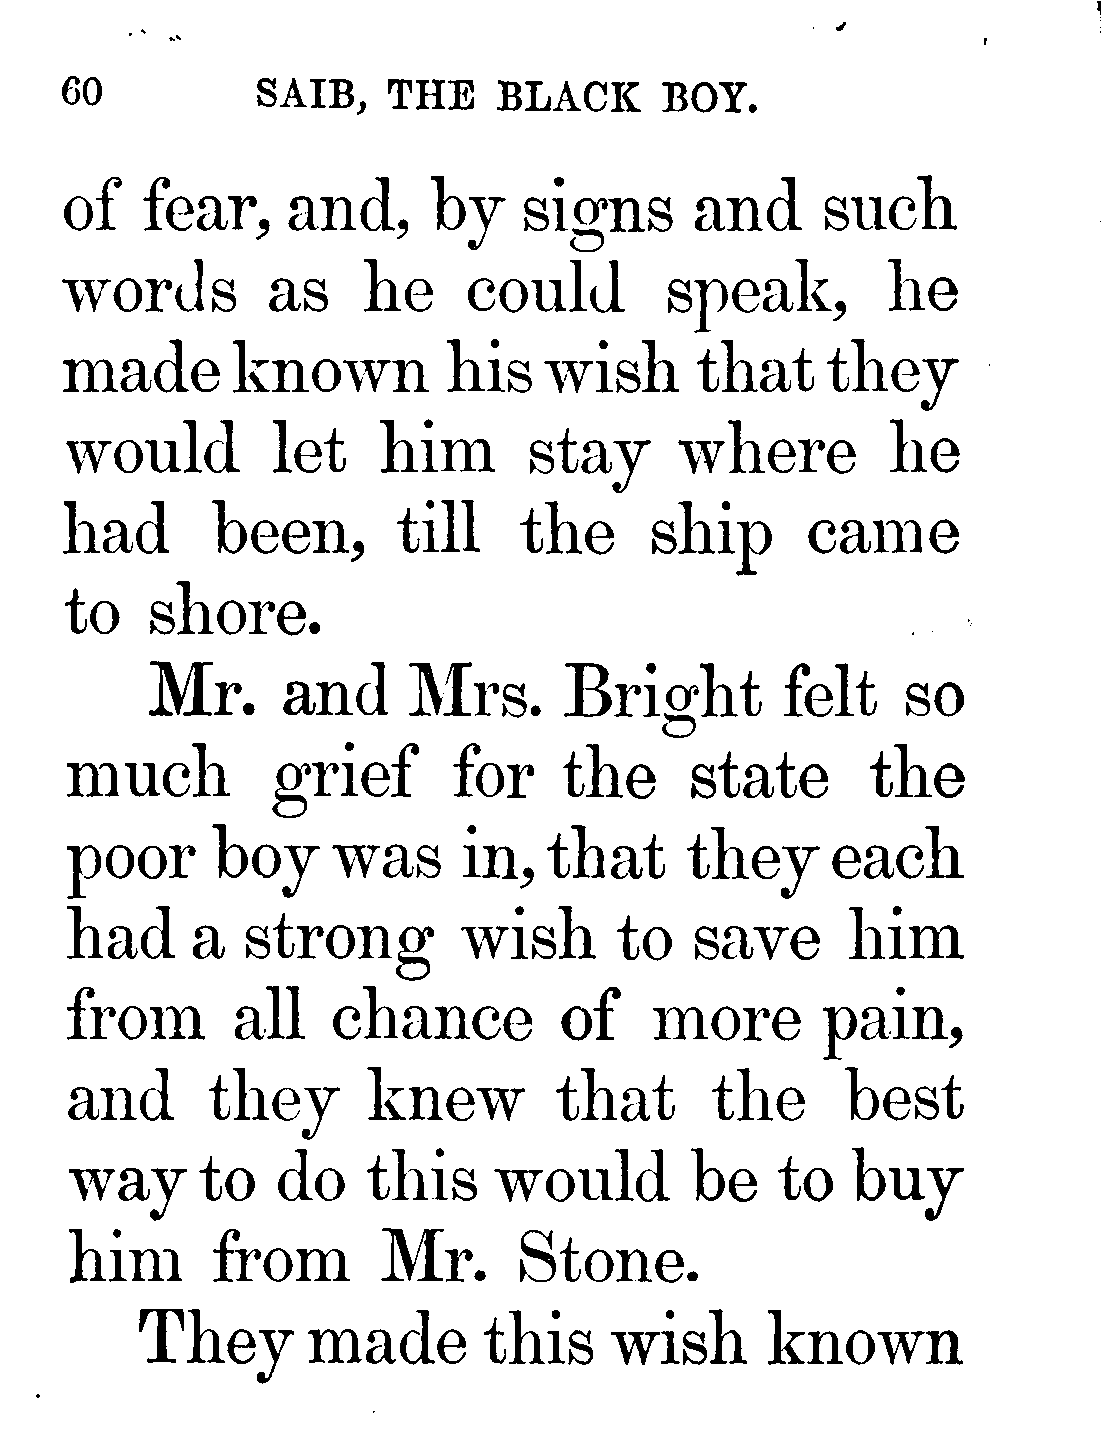 60 SAIB, THE BLACK BOY.
of fear, and, by signs and such
words as he could speak, he
made known his wish that they
would let him stay where he
had been, till the ship came
to shore.
Mr. and Mrs. Bright felt so
much grief for the state the
poor boy was in, that they each
had a strong wish to save him
from all chance of more pain,
and they knew that the best
way to do this would be to buy
him from Mr. Stone.
They made this wish known